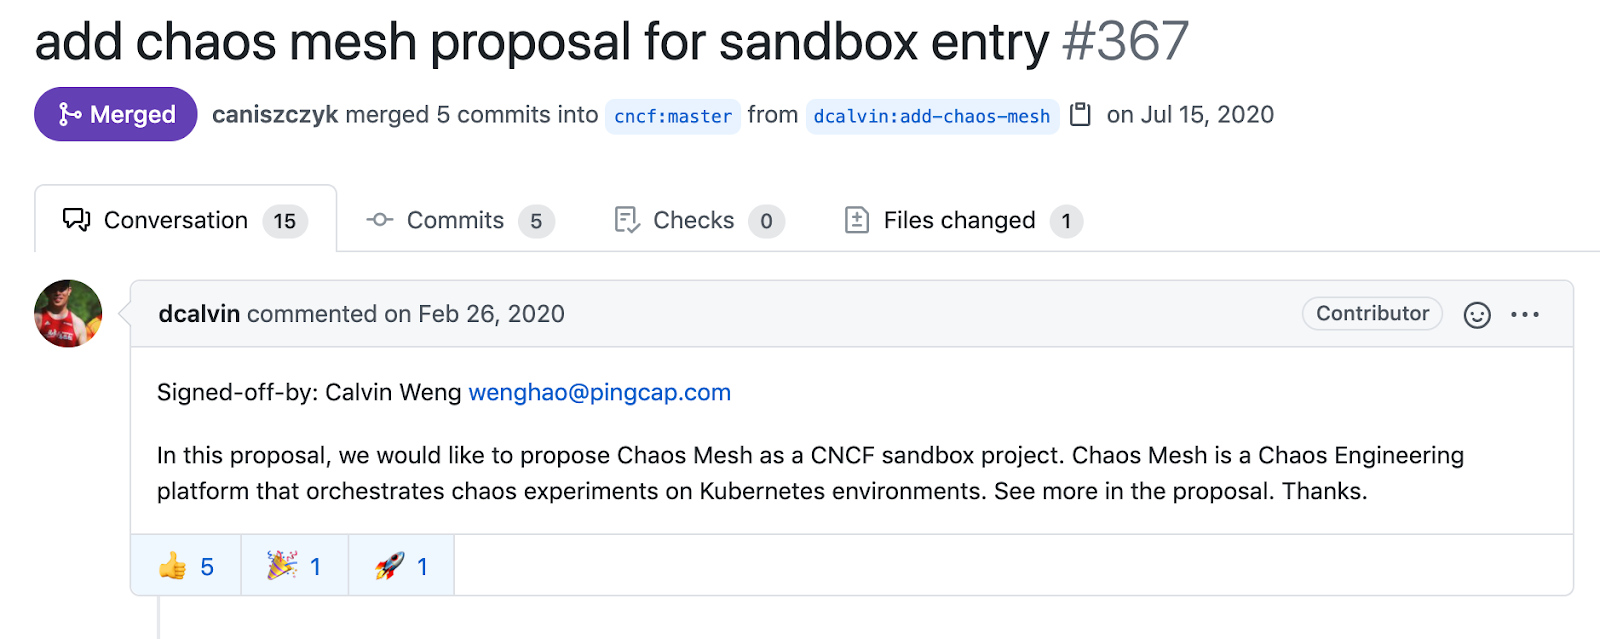 add chaos mesh proposal for sandbox entry #367
Merged caniszczyk merged 5 commits into cncf:master from dcalvin:add-chaos-mesh on Jul 15, 2020
Conversation 15 Commits 5 Checks 0 Files changed 1
dcalvin commented on Feb 26, 2020 Contributor
Signed-off-by: Calvin Weng wenghao@pingcap.com
In this proposal, we would like to propose Chaos Mesh as a CNCF sandbox project. Chaos Mesh is a Chaos Engineering
platform that orchestrates chaos experiments on Kubernetes environments. See more in the proposal. Thanks.
👍 5 🎉 1 🚀 1